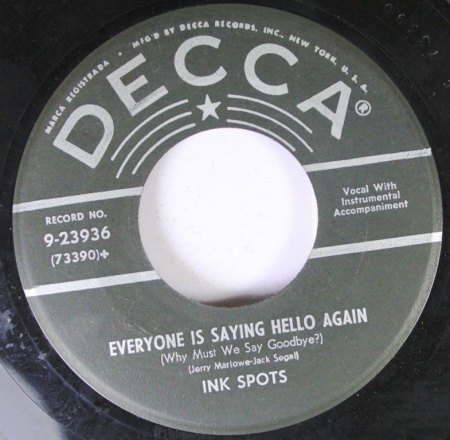 MARCA REGISTRADA • MFG'D BY DECCA RECORDS, INC., NEW YORK, U. S. A.
DECCA®
RECORD NO.
9-23936
(73390)+
Vocal With
Instrumental
Accompaniment
EVERYONE IS SAYING HELLO AGAIN
(Why Must We Say Goodbye?)
(Jerry Marlowe-Jack Segal)
INK SPOTS